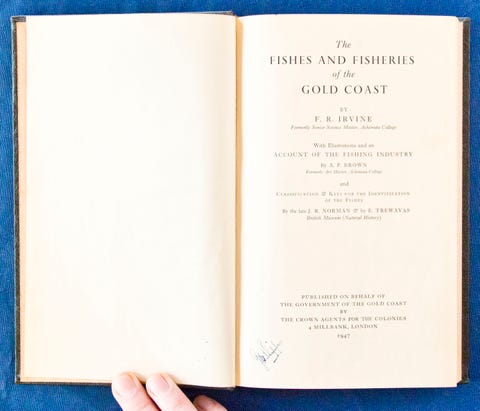 The
FISHES AND FISHERIES
of the
GOLD COAST
BY
F. R. IRVINE
Formerly Senior Science Master, Achimota College
With Illustrations and an
ACCOUNT OF THE FISHING INDUSTRY
By A. P. BROWN
Formerly Art Master, Achimota College
and
CLASSIFICATION & KEYS FOR THE IDENTIFICATION
OF THE FISHES
By the late J. R. NORMAN & by E. TREWAVAS
British Museum (Natural History)
PUBLISHED ON BEHALF OF
THE GOVERNMENT OF THE GOLD COAST
BY
THE CROWN AGENTS FOR THE COLONIES
4 MILLBANK, LONDON
1947